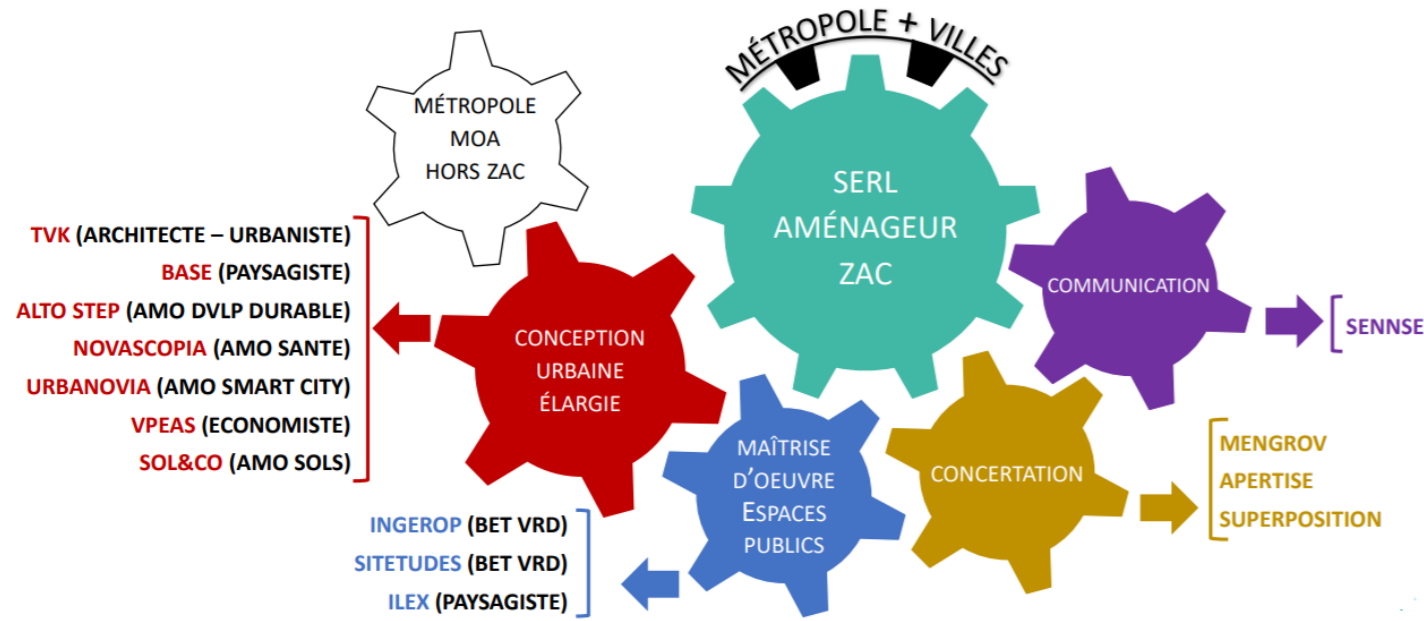 MÉTROPOLE + VILLES
MÉTROPOLE
MOA
HORS ZAC
SERL
AMÉNAGEUR
ZAC
COMMUNICATION
SENNSE
TVK (ARCHITECTE – URBANISTE)
BASE (PAYSAGISTE)
ALTO STEP (AMO DVLP DURABLE)
NOVASCOPIA (AMO SANTE)
URBANOVIA (AMO SMART CITY)
VPEAS (ECONOMISTE)
SOL&CO (AMO SOLS)
CONCEPTION
URBAINE
ÉLARGIE
MAÎTRISE
D'OEUVRE
ESPACES
PUBLICS
CONCERTATION
MENGROV
APERTISE
SUPERPOSITION
INGEROP (BET VRD)
SITETUDES (BET VRD)
ILEX (PAYSAGISTE)